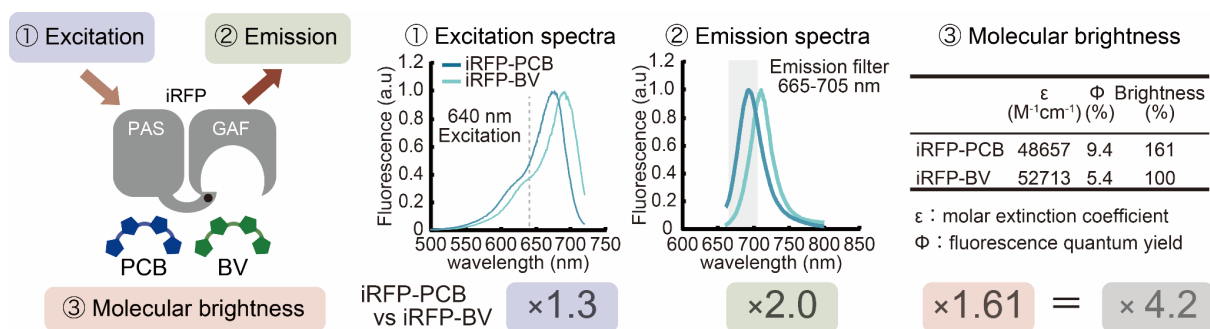 ① Excitation
② Emission
iRFP
PAS
GAF
PCB
BV
③ Molecular brightness
① Excitation spectra
iRFP-PCB
iRFP-BV
640 nm
Excitation
Fluorescence (a.u)
1.2
1.0
0.8
0.6
0.4
0.2
0
500 550 600 650 700 750
wavelength (nm)
② Emission spectra
Emission filter
665-705 nm
Fluorescence (a.u)
1.2
1.0
0.8
0.6
0.4
0.2
0
600 650 700 750 800 850
wavelength (nm)
③ Molecular brightness
ε Φ Brightness
(M⁻¹cm⁻¹) (%) (%)
iRFP-PCB 48657 9.4 161
iRFP-BV 52713 5.4 100
ε : molar extinction coefficient
Φ : fluorescence quantum yield
iRFP-PCB
vs iRFP-BV
×1.3
×2.0
×1.61 = × 4.2